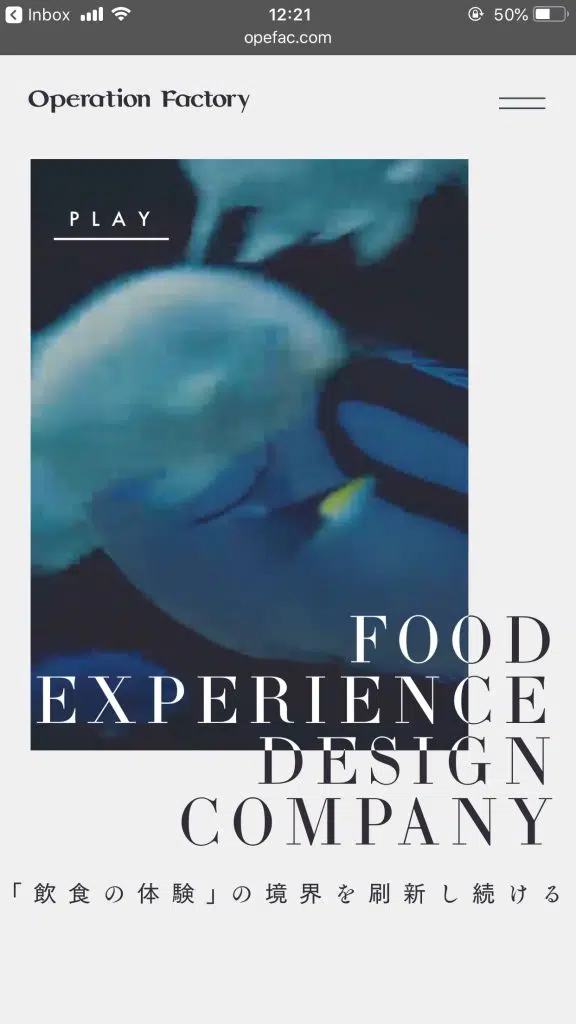 Inbox 12:21 50%
opefac.com
Operation Factory
PLAY
FOOD
EXPERIENCE
DESIGN
COMPANY
「飲食の体験」の境界を刷新し続ける